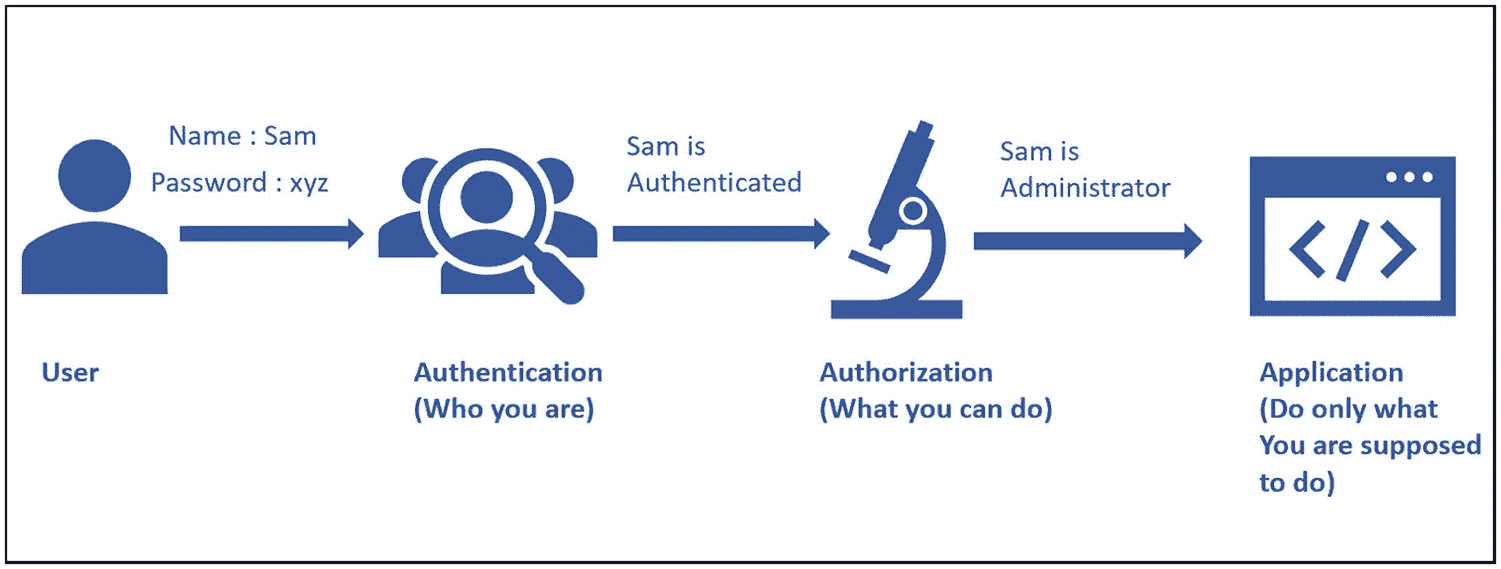 Name : Sam
Password : xyz
Sam is
Authenticated
Sam is
Administrator
</>
User
Authentication
(Who you are)
Authorization
(What you can do)
Application
(Do only what
You are supposed
to do)